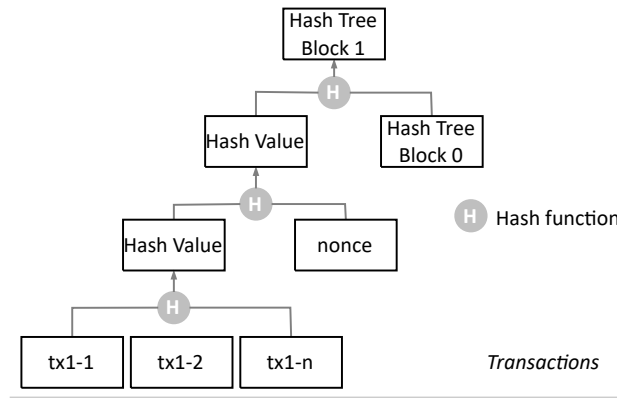 Hash Tree
Block 1
H
Hash Value
Hash Tree
Block 0
H
H Hash function
Hash Value
nonce
H
tx1-1
tx1-2
tx1-n
Transactions